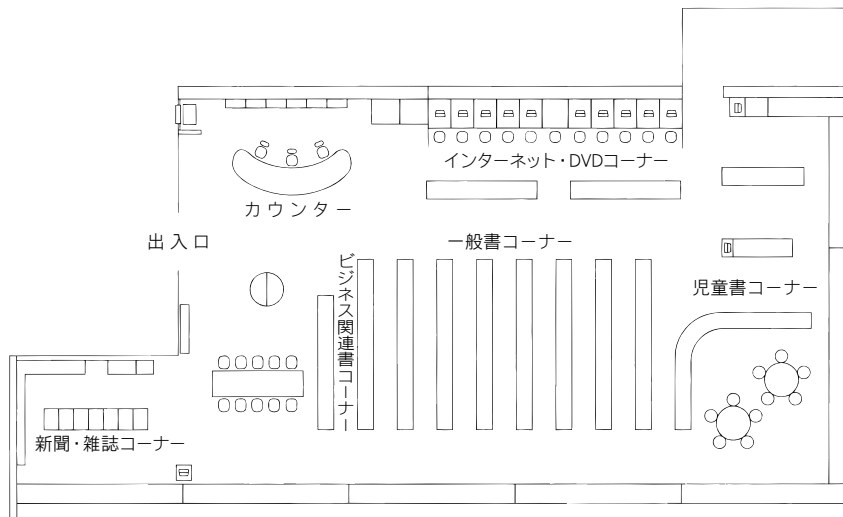 インターネット・DVDコーナー
カウンター
出入口
一般書コーナー
ビジネス関連書コーナー
児童書コーナー
新聞・雑誌コーナー